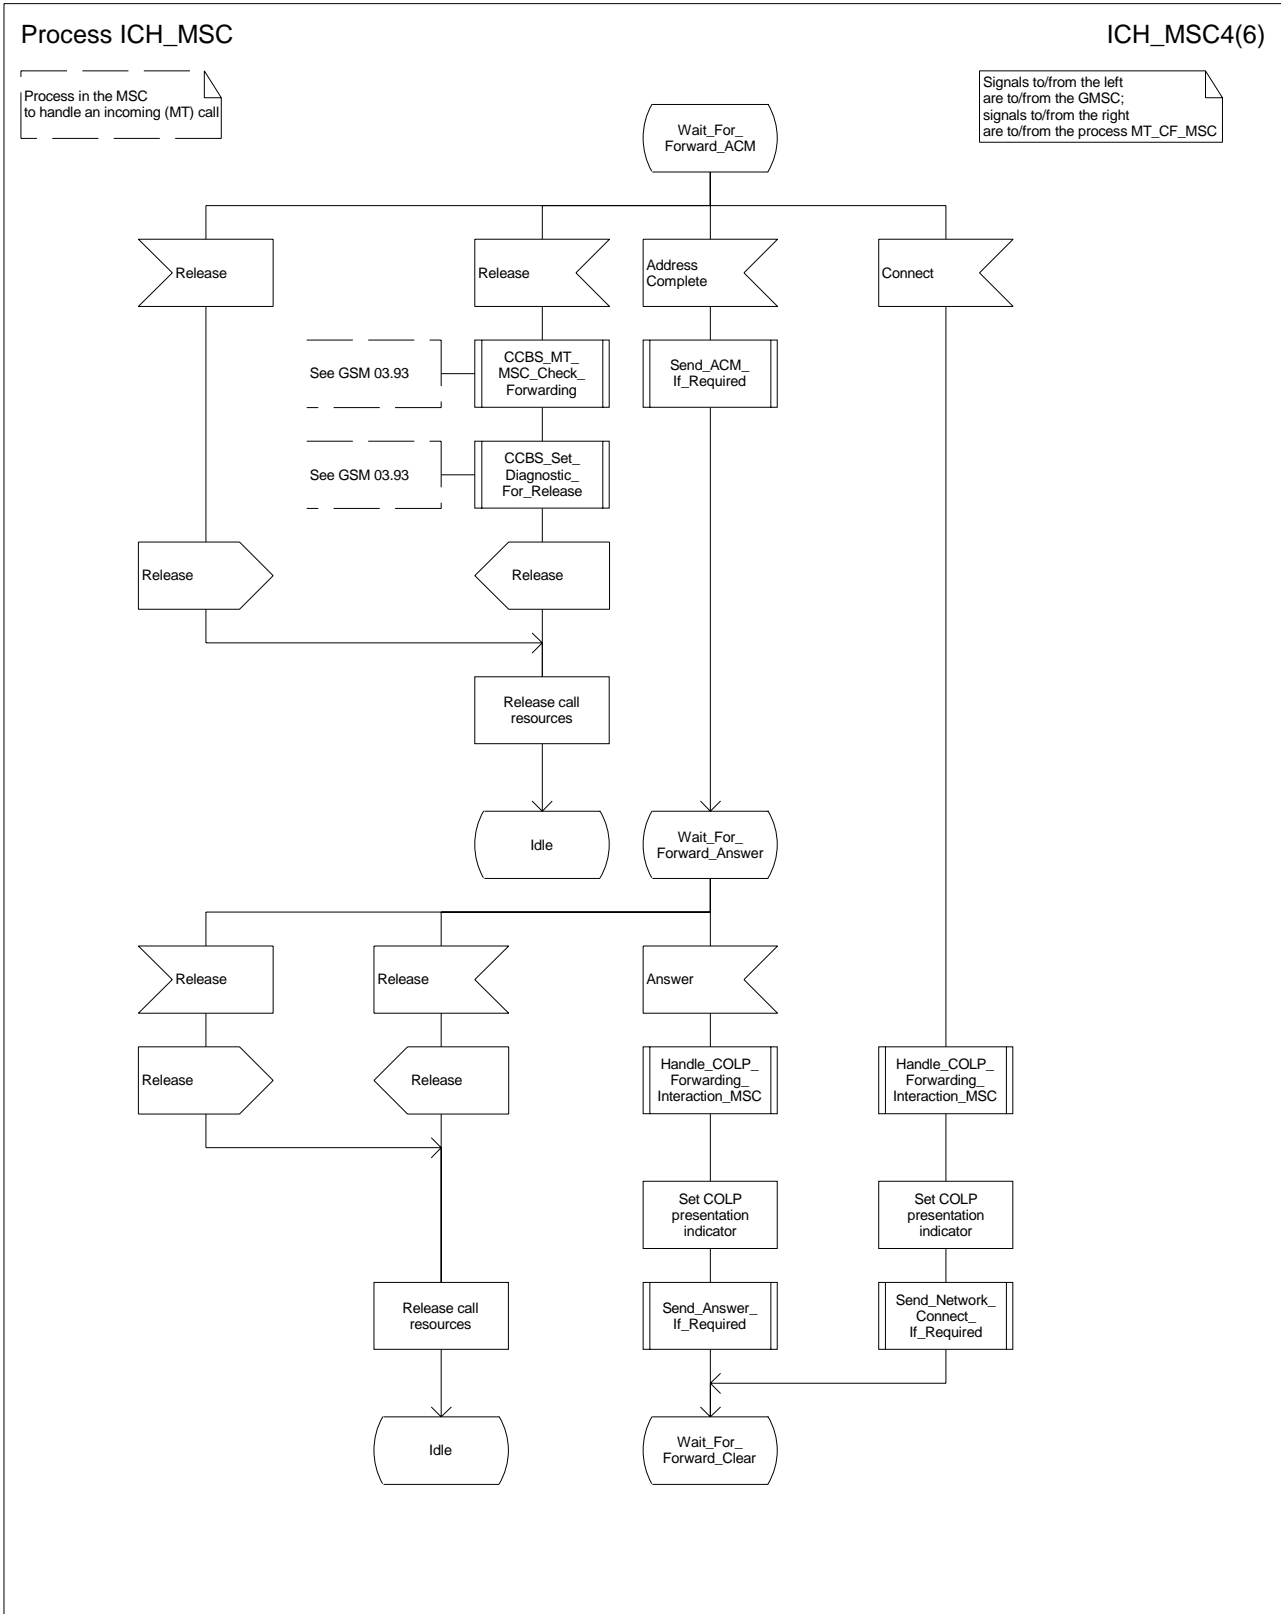 Process ICH_MSC
ICH_MSC4(6)
Process in the MSC
to handle an incoming (MT) call
Signals to/from the left
are to/from the GMSC;
signals to/from the right
are to/from the process MT_CF_MSC
Wait_For_
Forward_ACM
Release
Release
Address
Complete
Connect
See GSM 03.93
CCBS_MT_
MSC_Check_
Forwarding
Send_ACM_
If_Required
See GSM 03.93
CCBS_Set_
Diagnostic_
For_Release
Release
Release
Release call
resources
Idle
Wait_For_
Forward_Answer
Release
Release
Answer
Release
Release
Handle_COLP_
Forwarding_
Interaction_MSC
Handle_COLP_
Forwarding_
Interaction_MSC
Set COLP
presentation
indicator
Set COLP
presentation
indicator
Release call
resources
Send_Answer_
If_Required
Send_Network_
Connect_
If_Required
Idle
Wait_For_
Forward_Clear